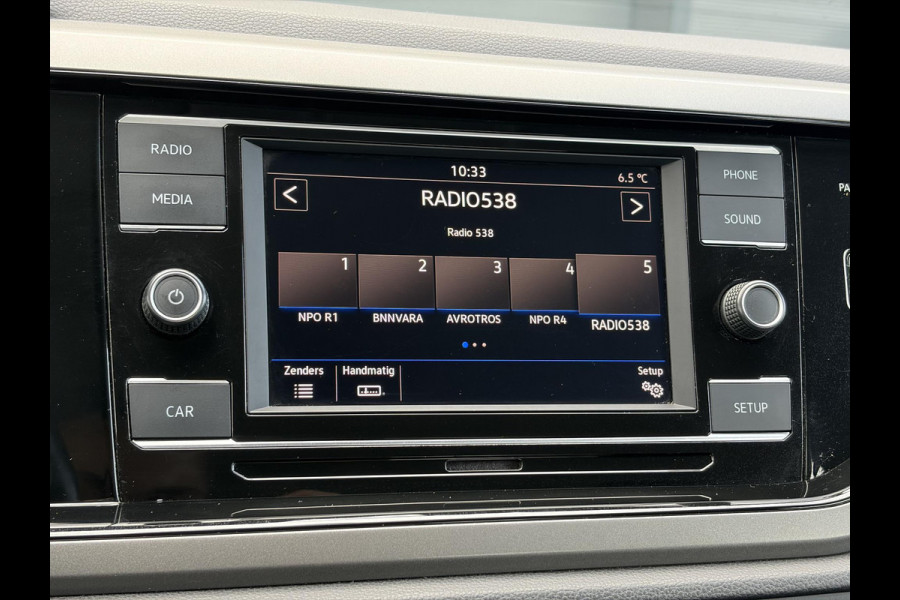 RADIO
MEDIA
CAR
10:33
6.5 °C
<
RADIO538
>
Radio 538
1
2
3
4
5
NPO R1
BNNVARA
AVROTROS
NPO R4
RADIO538
Zenders
Handmatig
Setup
PHONE
SOUND
SETUP
PA